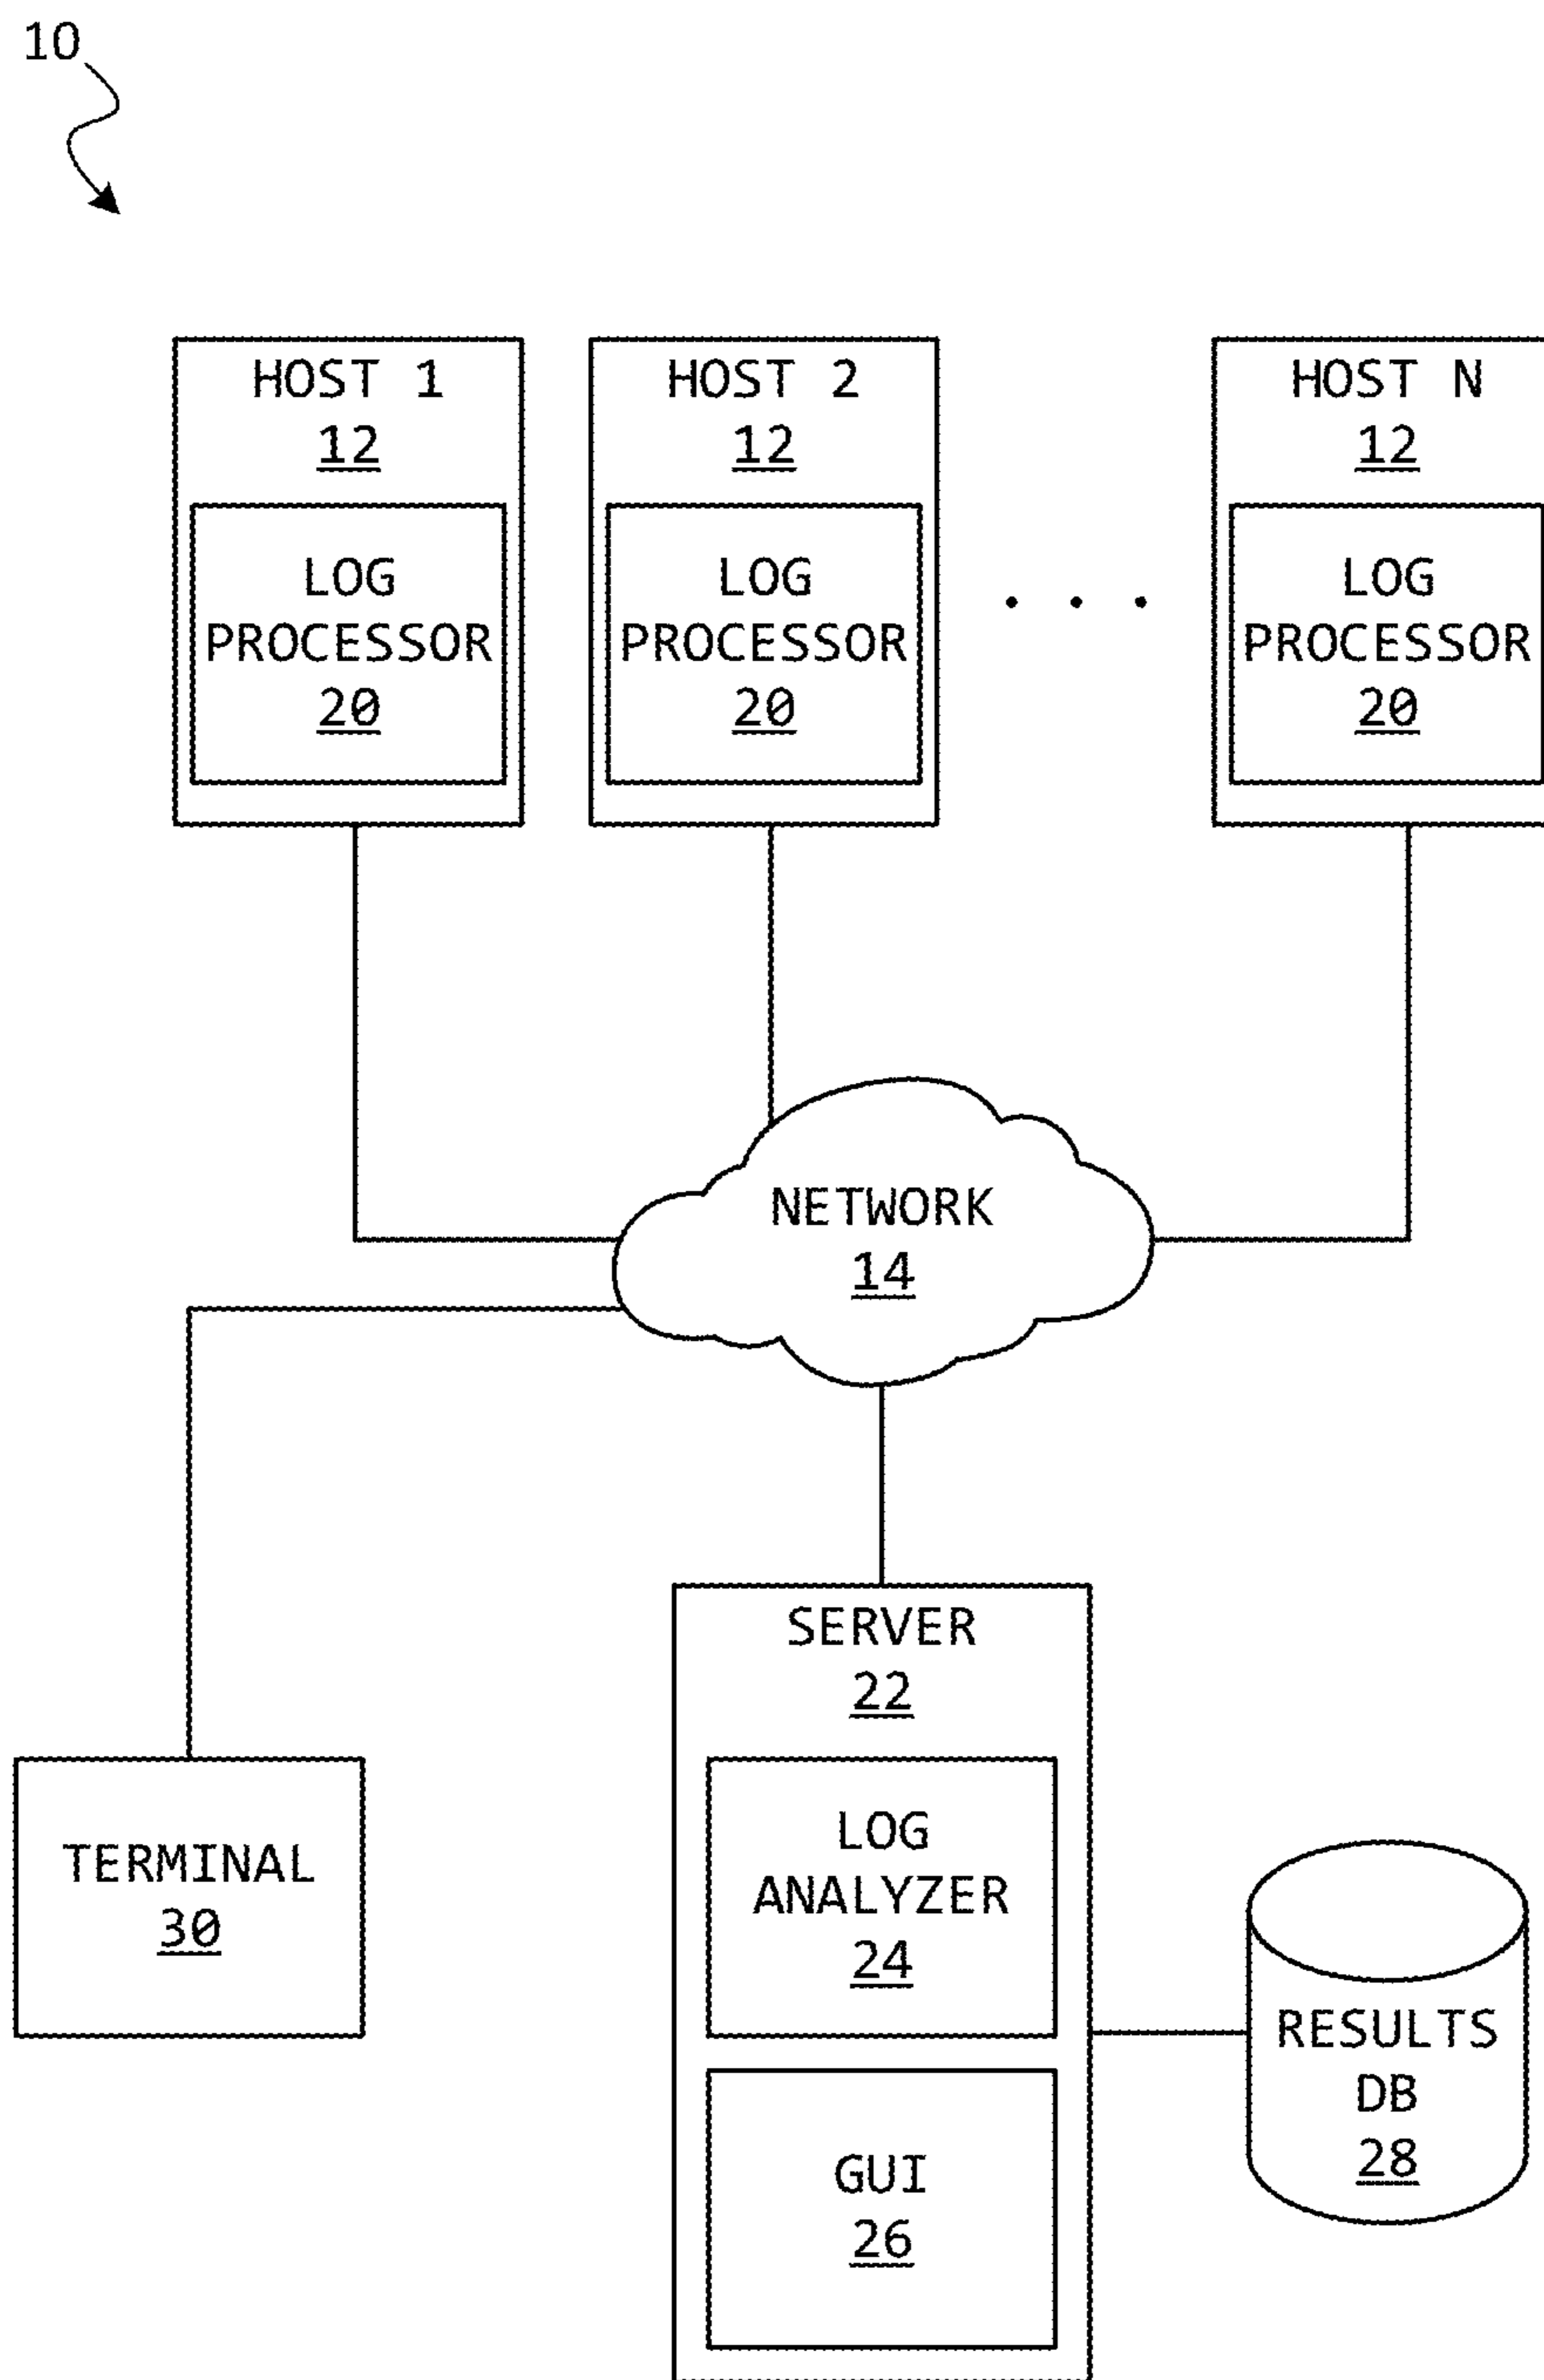 10
HOST 1
12
LOG
PROCESSOR
20
HOST 2
12
LOG
PROCESSOR
20
HOST N
12
LOG
PROCESSOR
20
NETWORK
14
SERVER
22
LOG
ANALYZER
24
GUI
26
TERMINAL
30
RESULTS
DB
28